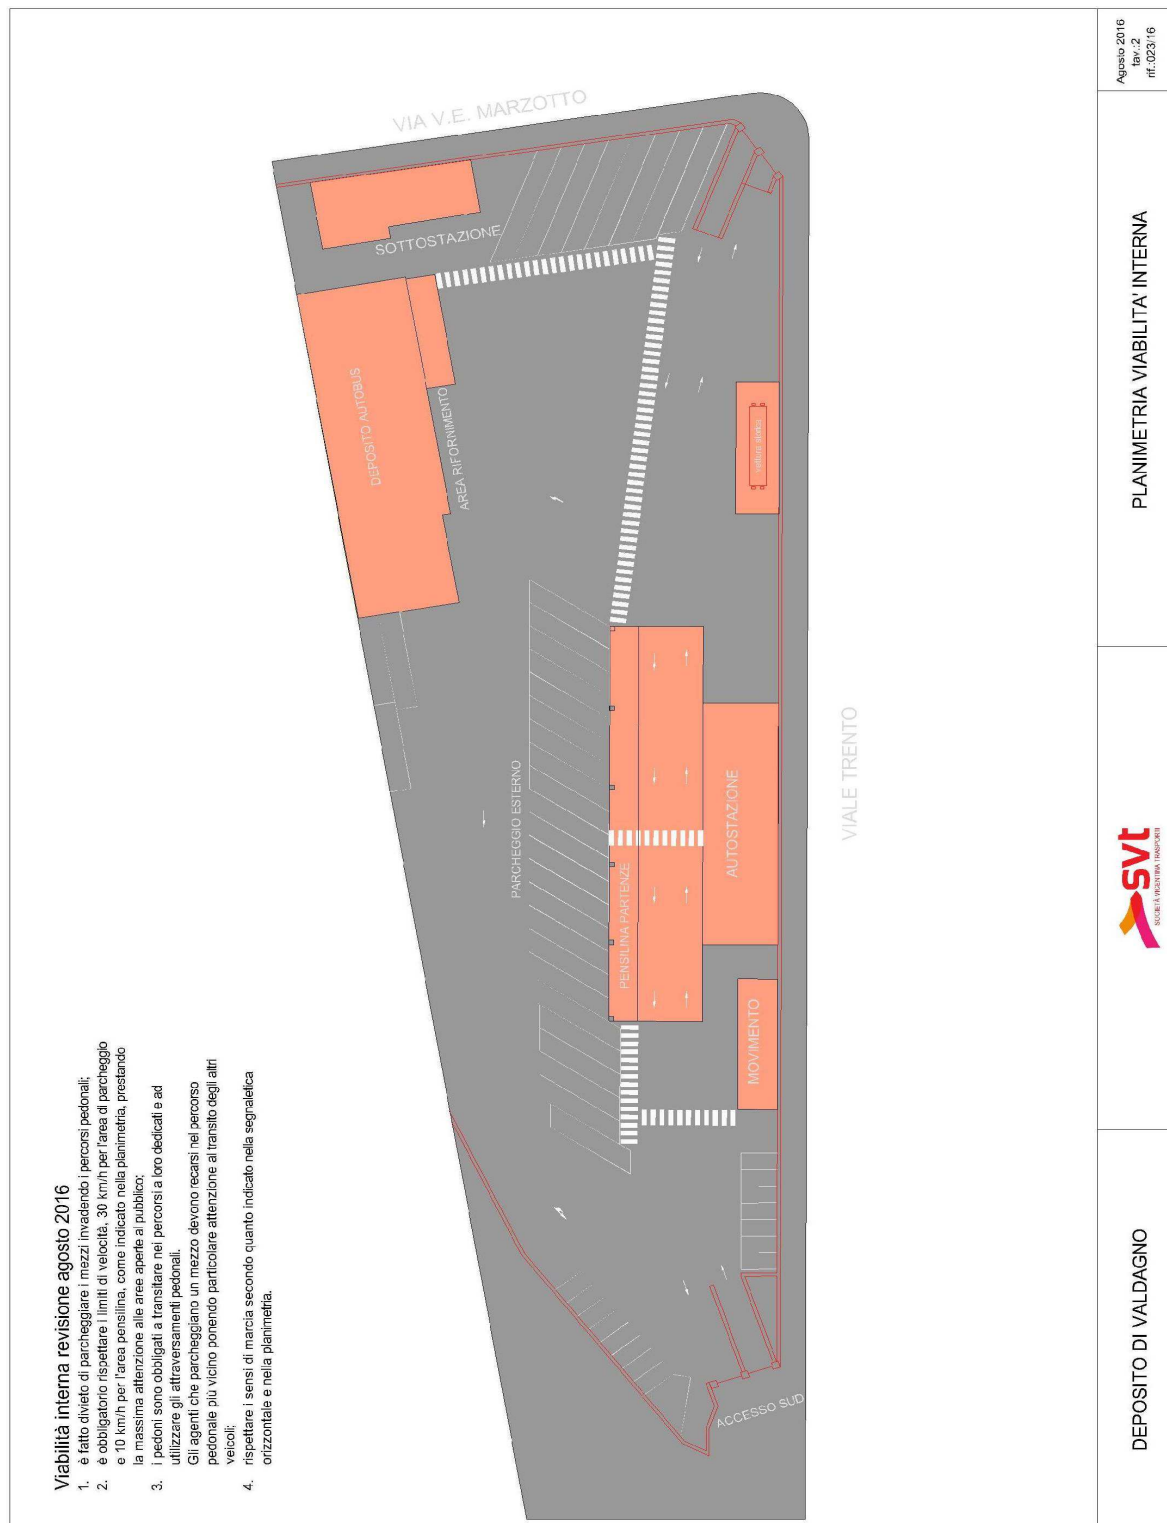 Viabilità interna revisione agosto 2016
1. è fatto divieto di parcheggiare i mezzi invadendo i percorsi pedonali;
2. è obbligatorio rispettare i limiti di velocità, 30 km/h per l'area di parcheggio
e 10 km/h per l'area pensilina, come indicato nella planimetria, prestando
la massima attenzione alle aree aperte al pubblico;
3. i pedoni sono obbligati a transitare nei percorsi a loro dedicati e ad
utilizzare gli attraversamenti pedonali.
Gli agenti che parcheggiano un mezzo devono recarsi nel percorso
pedonale più vicino ponendo particolare attenzione al transito degli altri
veicoli;
4. rispettare i sensi di marcia secondo quanto indicato nella segnaletica
orizzontale e nella planimetria.
VIA V.E. MARZOTTO
SOTTOSTAZIONE
DEPOSITO AUTOBUS
AREA RIFORNIMENTO
vettura storica
PARCHEGGIO ESTERNO
PENSILINA PARTENZE
AUTOSTAZIONE
MOVIMENTO
VIALE TRENTO
ACCESSO SUD
DEPOSITO DI VALDAGNO
svt
SOCIETÀ VICENTINA TRASPORTI
PLANIMETRIA VIABILITA' INTERNA
Agosto 2016
tav.:2
rif.:023/16